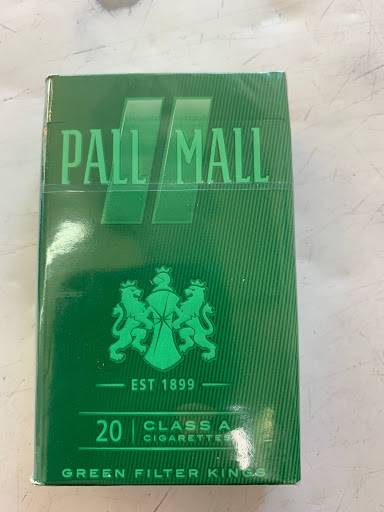 PALL MALL
EST 1899
20 CLASS A
CIGARETTES
GREEN FILTER KINGS